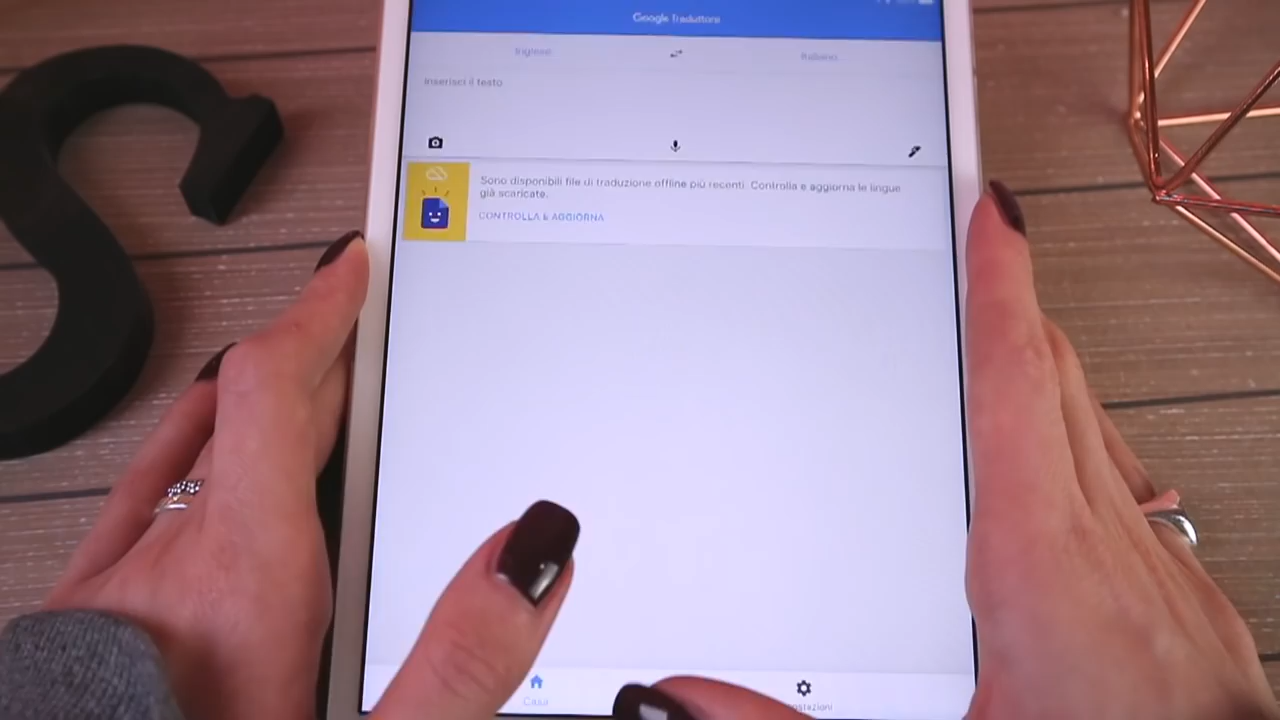 Google Traduttore
Inglese
Italiano
Inserisci il testo
Sono disponibili file di traduzione offline più recenti. Controlla e aggiorna le lingue
già scaricate.
CONTROLLA E AGGIORNA
Casa